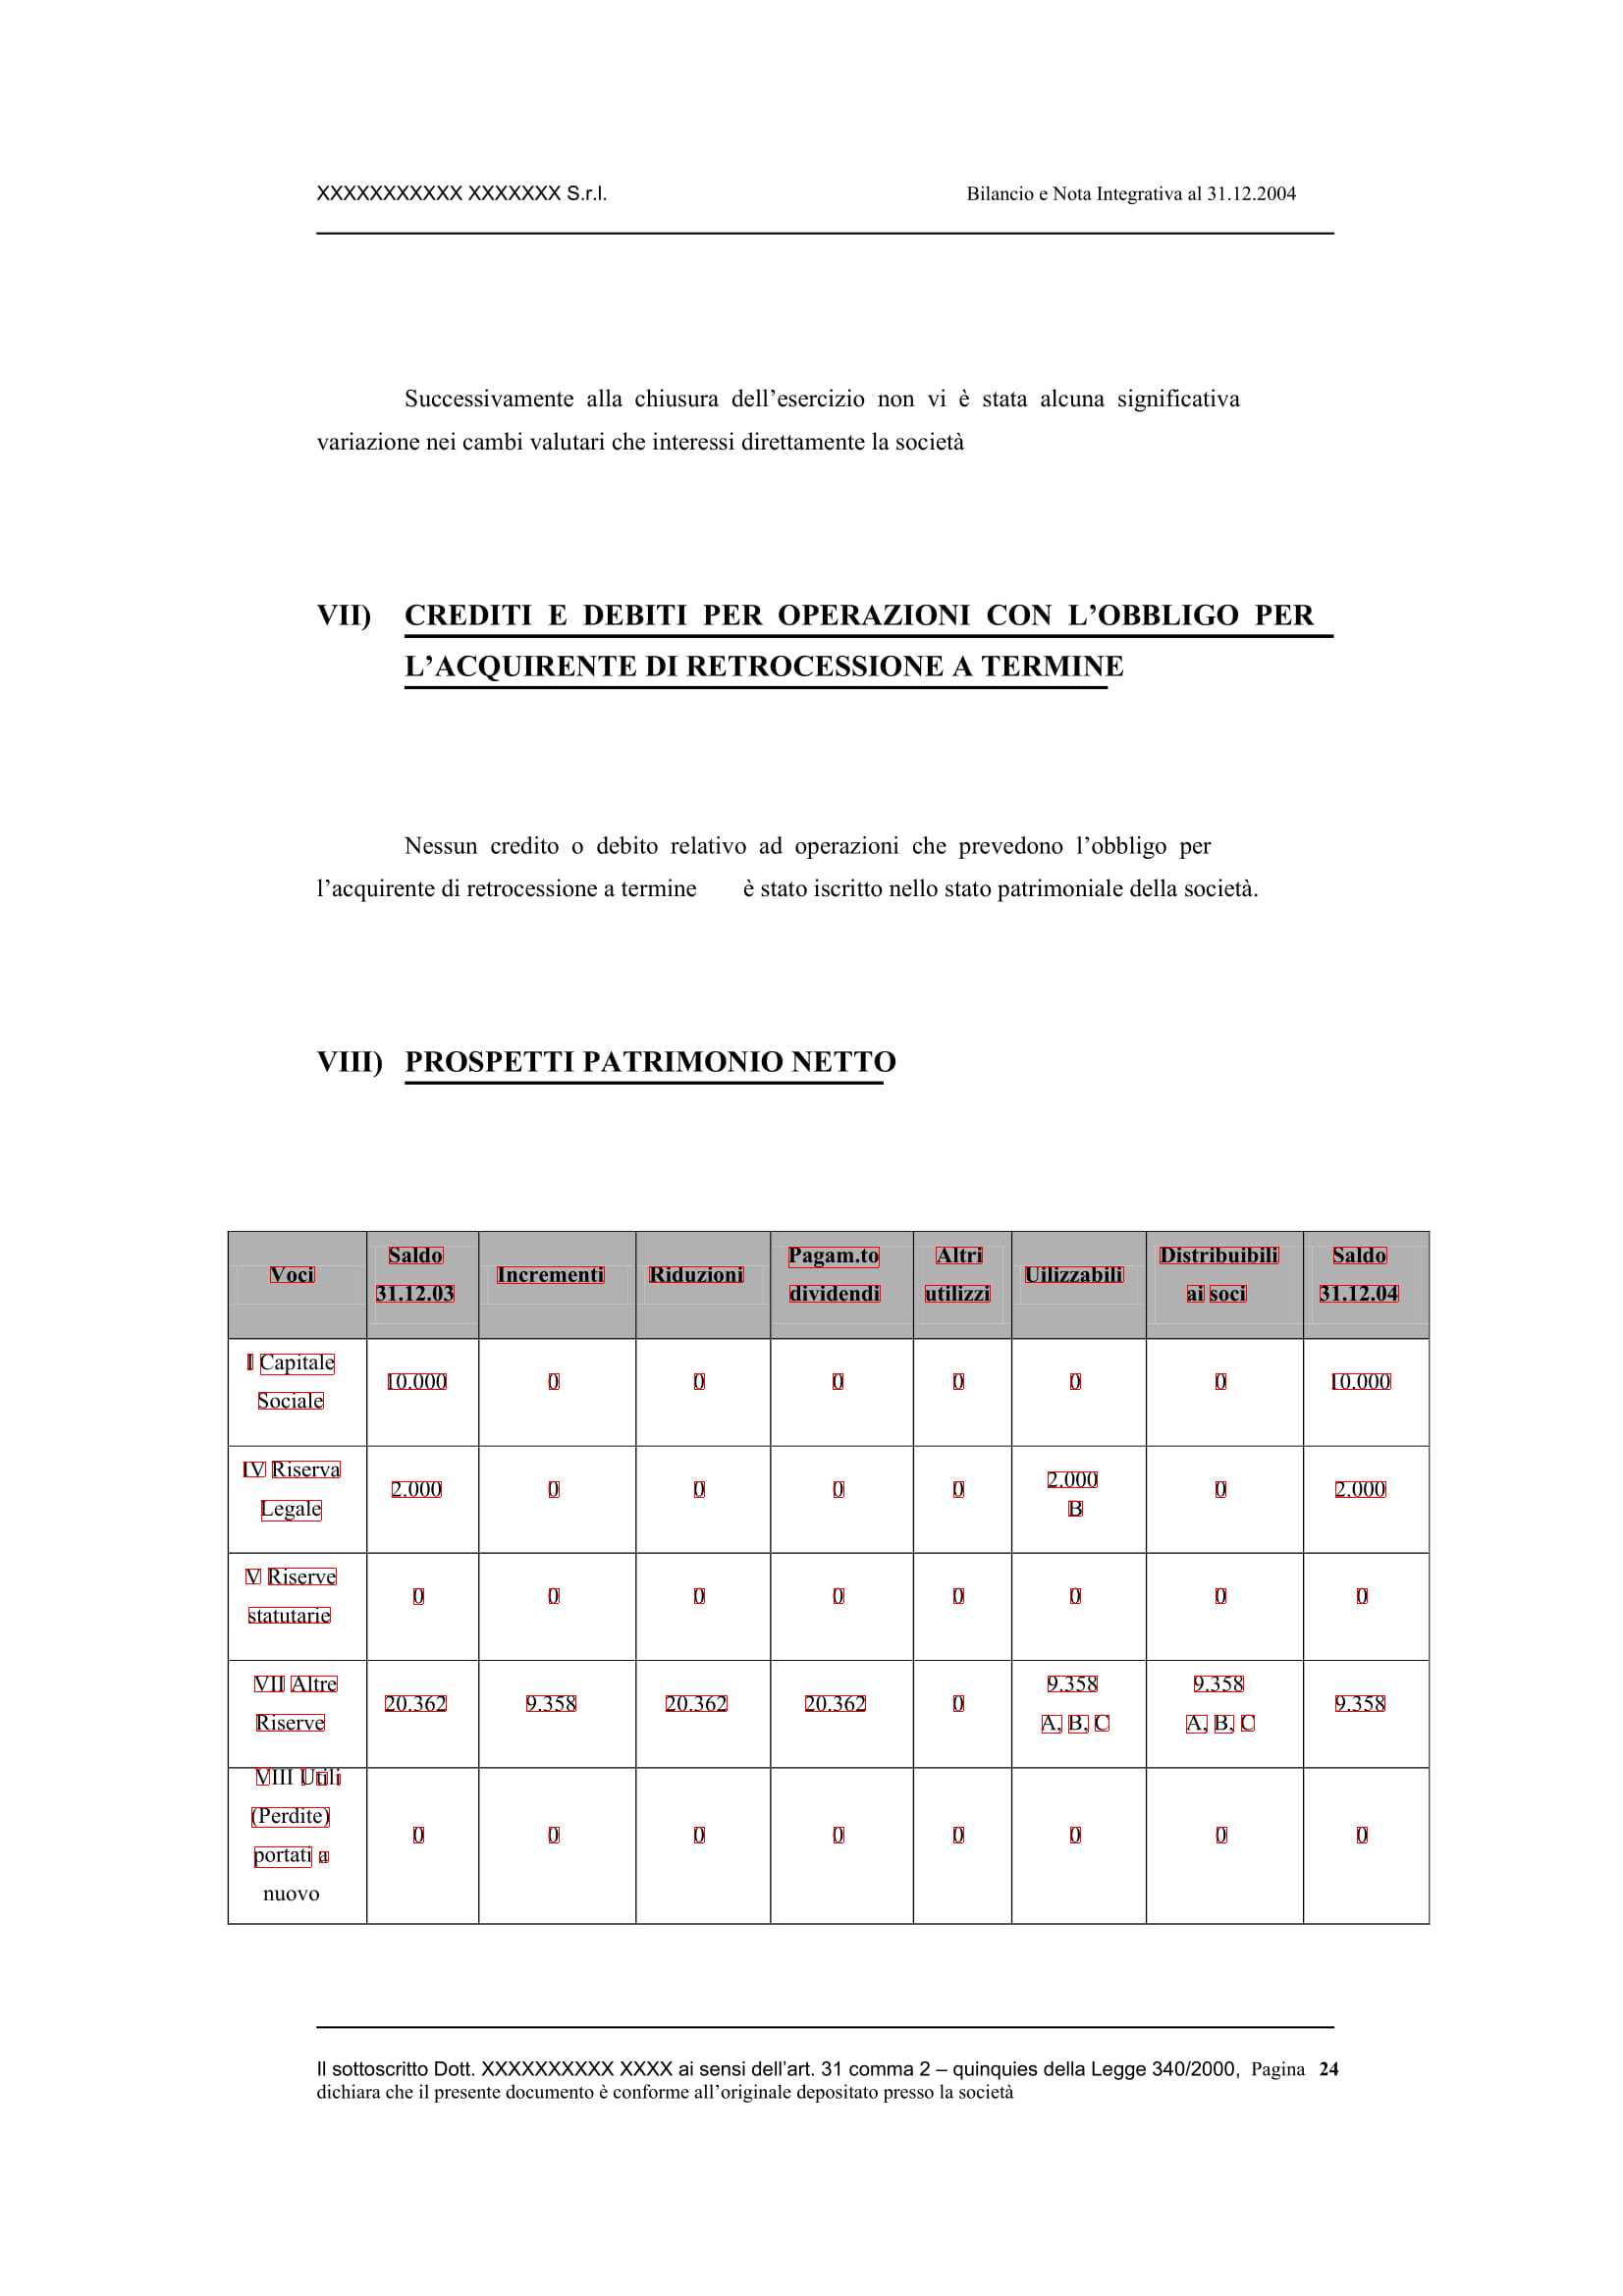 XXXXXXXXXXX XXXXXXX S.r.l. Bilancio e Nota Integrativa al 31.12.2004
Successivamente alla chiusura dell’esercizio non vi è stata alcuna significativa
variazione nei cambi valutari che interessi direttamente la società
VII) CREDITI E DEBITI PER OPERAZIONI CON L’OBBLIGO PER
L’ACQUIRENTE DI RETROCESSIONE A TERMINE
Nessun credito o debito relativo ad operazioni che prevedono l’obbligo per
l’acquirente di retrocessione a termine è stato iscritto nello stato patrimoniale della società.
VIII) PROSPETTI PATRIMONIO NETTO
Voci Saldo 31.12.03 Incrementi Riduzioni Pagam.to dividendi Altri utilizzi Uilizzabili Distribuibili ai soci Saldo 31.12.04
I Capitale Sociale 10.000 0 0 0 0 0 0 10.000
IV Riserva Legale 2.000 0 0 0 0 2.000 B 0 2.000
V Riserve statutarie 0 0 0 0 0 0 0 0
VII Altre Riserve 20.362 9.358 20.362 20.362 0 9.358 A, B, C 9.358 A, B, C 9.358
VIII Utili (Perdite) portati a nuovo 0 0 0 0 0 0 0 0
Il sottoscritto Dott. XXXXXXXXXX XXXX ai sensi dell’art. 31 comma 2 – quinquies della Legge 340/2000, Pagina 24
dichiara che il presente documento è conforme all’originale depositato presso la società